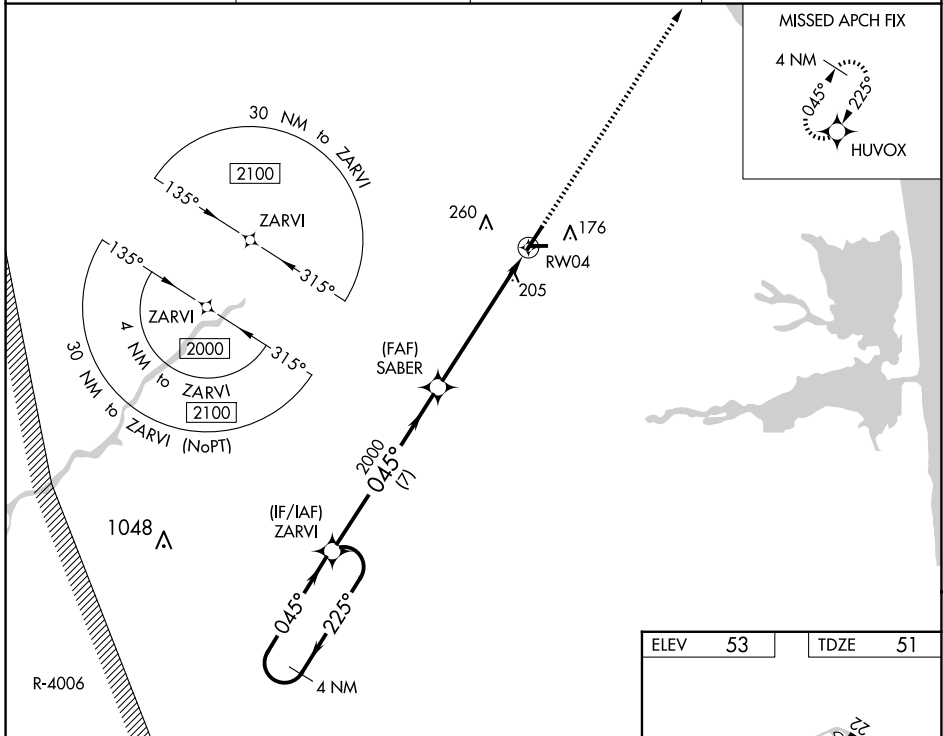 MISSED APCH FIX
4 NM
045°
225°
HUVOX
30 NM to ZARVI
2100
135°
ZARVI
315°
135°
ZARVI
4 NM to ZARVI
2000
315°
30 NM to ZARVI (NoPT)
2100
260
176
RW04
205
(FAF)
SABER
2000
045°
(7)
(IF/IAF)
ZARVI
1048
045°
225°
4 NM
R-4006
ELEV 53
TDZE 51
22